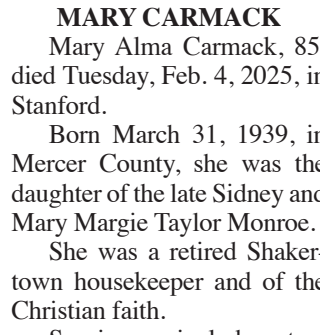 MARY CARMACK
Mary Alma Carmack, 85
died Tuesday, Feb. 4, 2025, in
Stanford.
Born March 31, 1939, in
Mercer County, she was the
daughter of the late Sidney and
Mary Margie Taylor Monroe.
She was a retired Shaker-
town housekeeper and of the
Christian faith.